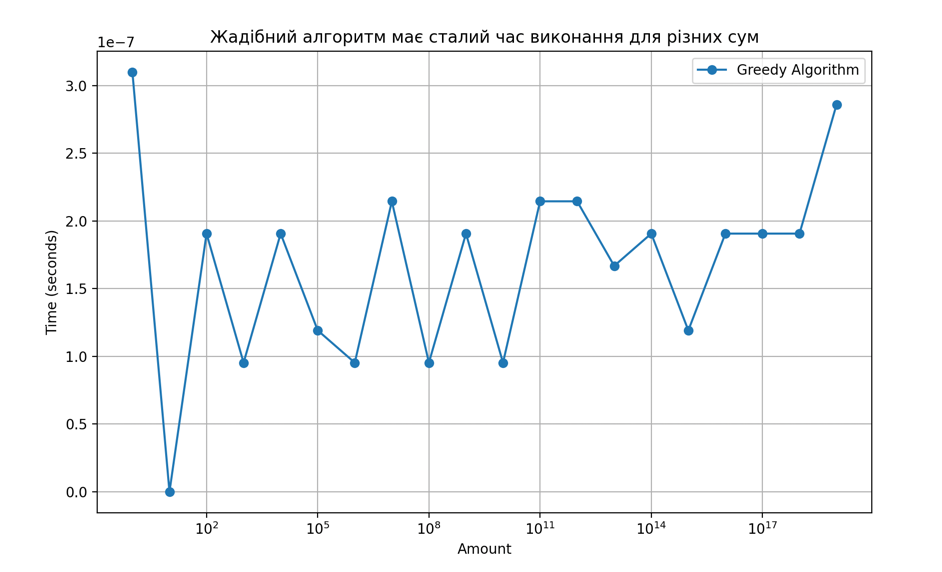 Жадібний алгоритм має сталий час виконання для різних сум
1e−7
Greedy Algorithm
3.0
2.5
2.0
1.5
1.0
0.5
0.0
Time (seconds)
10² 10⁵ 10⁸ 10¹¹ 10¹⁴ 10¹⁷
Amount